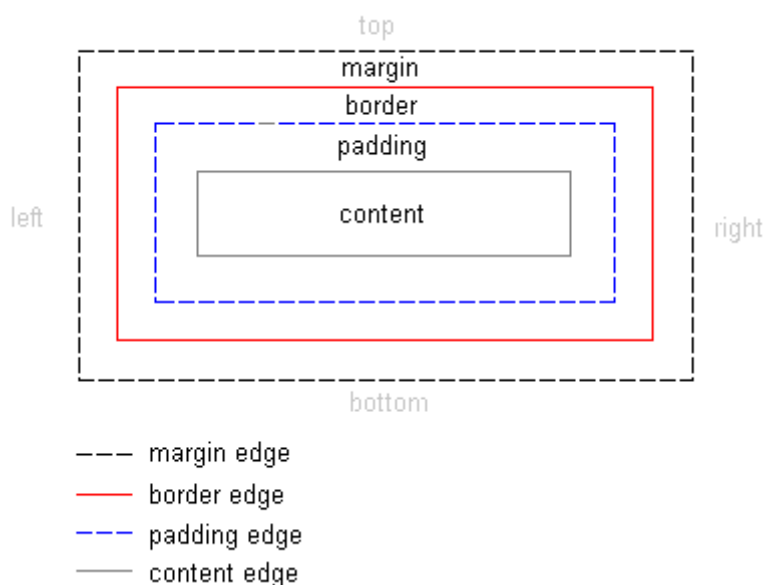 top
margin
border
padding
left
content
right
bottom
margin edge
border edge
padding edge
content edge